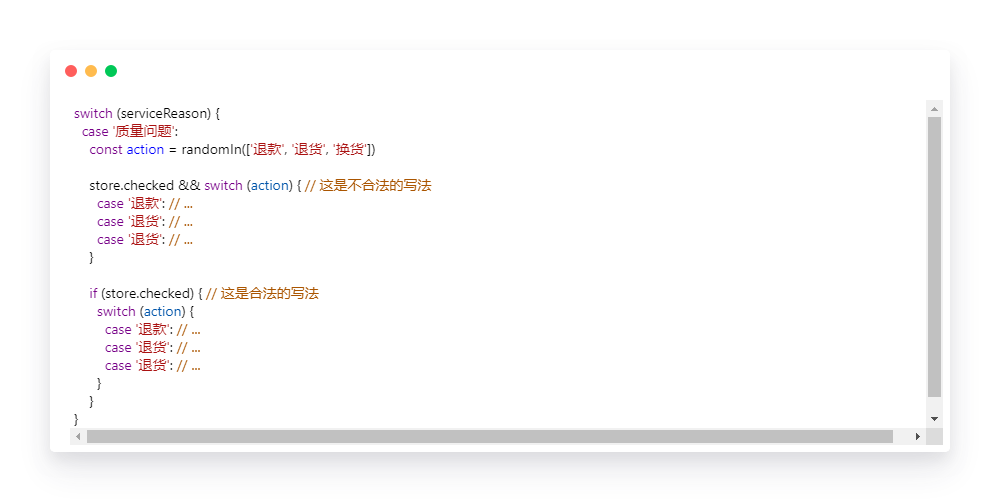 switch (serviceReason) {
case '质量问题':
const action = randomIn(['退款', '退货', '换货'])
store.checked && switch (action) { // 这是不合法的写法
case '退款': // ...
case '退货': // ...
case '退货': // ...
}
if (store.checked) { // 这是合法的写法
switch (action) {
case '退款': // ...
case '退货': // ...
case '退货': // ...
}
}
}